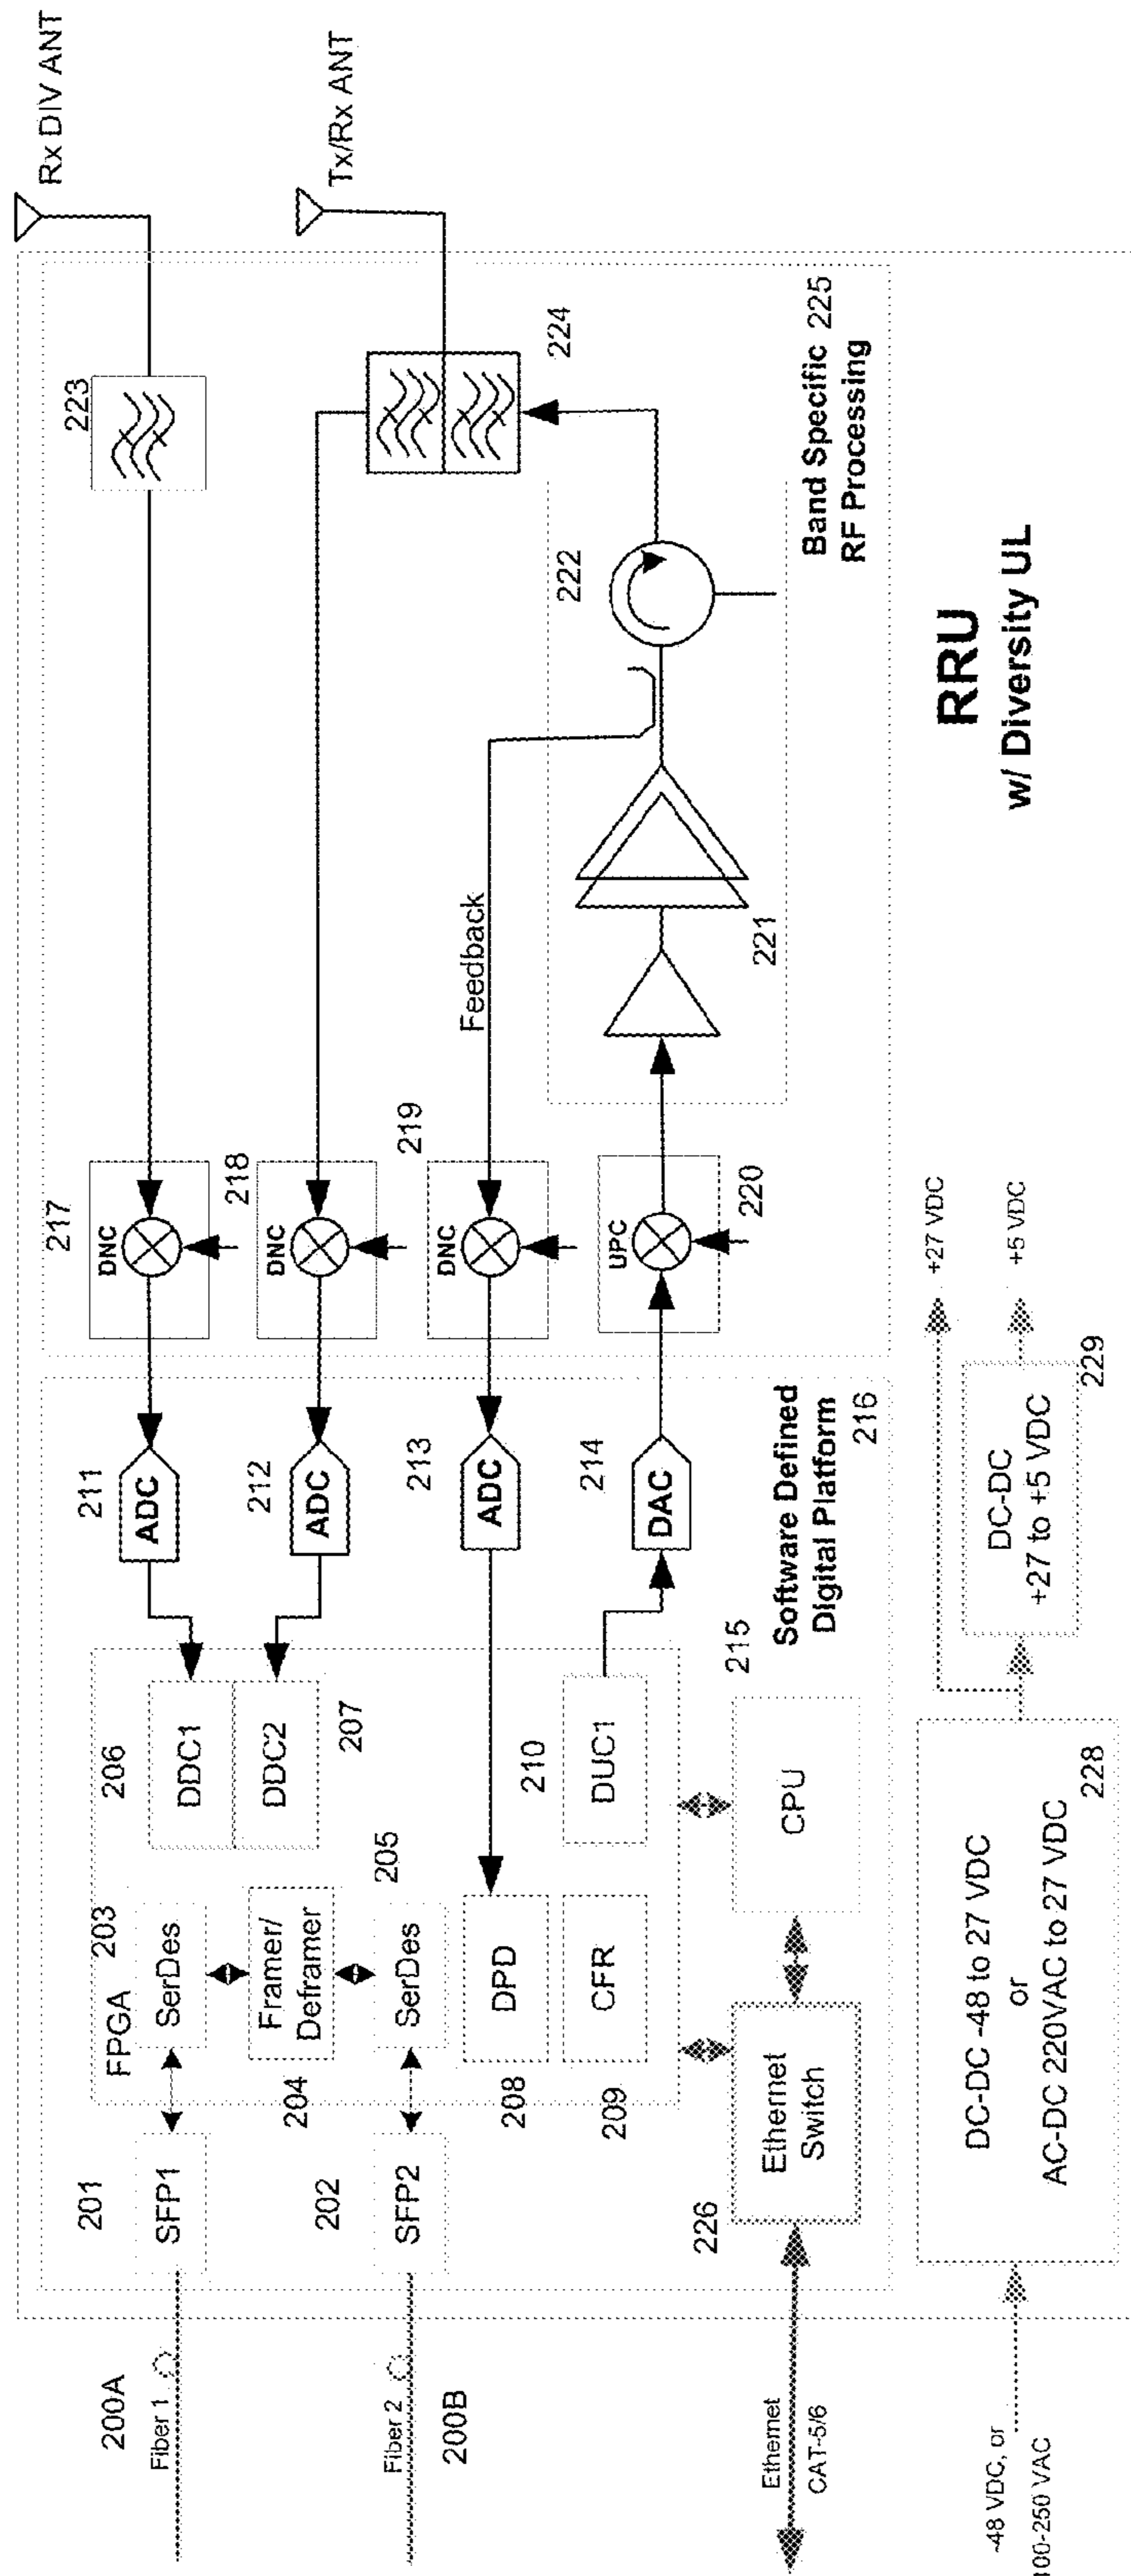 Rx DIV ANT
Tx/Rx ANT
223
224
Band Specific 225
RF Processing
222
221
Feedback
217
DNC
218
DNC
219
DNC
220
UPC
RRU
w/ Diversity UL
211
ADC
212
ADC
213
ADC
214
DAC
Software Defined
Digital Platform
216
206
DDC1
DDC2
207
210
DUC1
215
CPU
FPGA
203
SerDes
Framer/
Deframer
204
205
SerDes
DPD
208
CFR
209
201
SFP1
202
SFP2
226
Ethernet
Switch
200A
Fiber 1
Fiber 2
200B
Ethernet
CAT-5/6
-48 VDC, or
100-250 VAC
DC-DC -48 to 27 VDC
or
AC-DC 220VAC to 27 VDC
228
DC-DC
+27 to +5 VDC
229
+27 VDC
+5 VDC